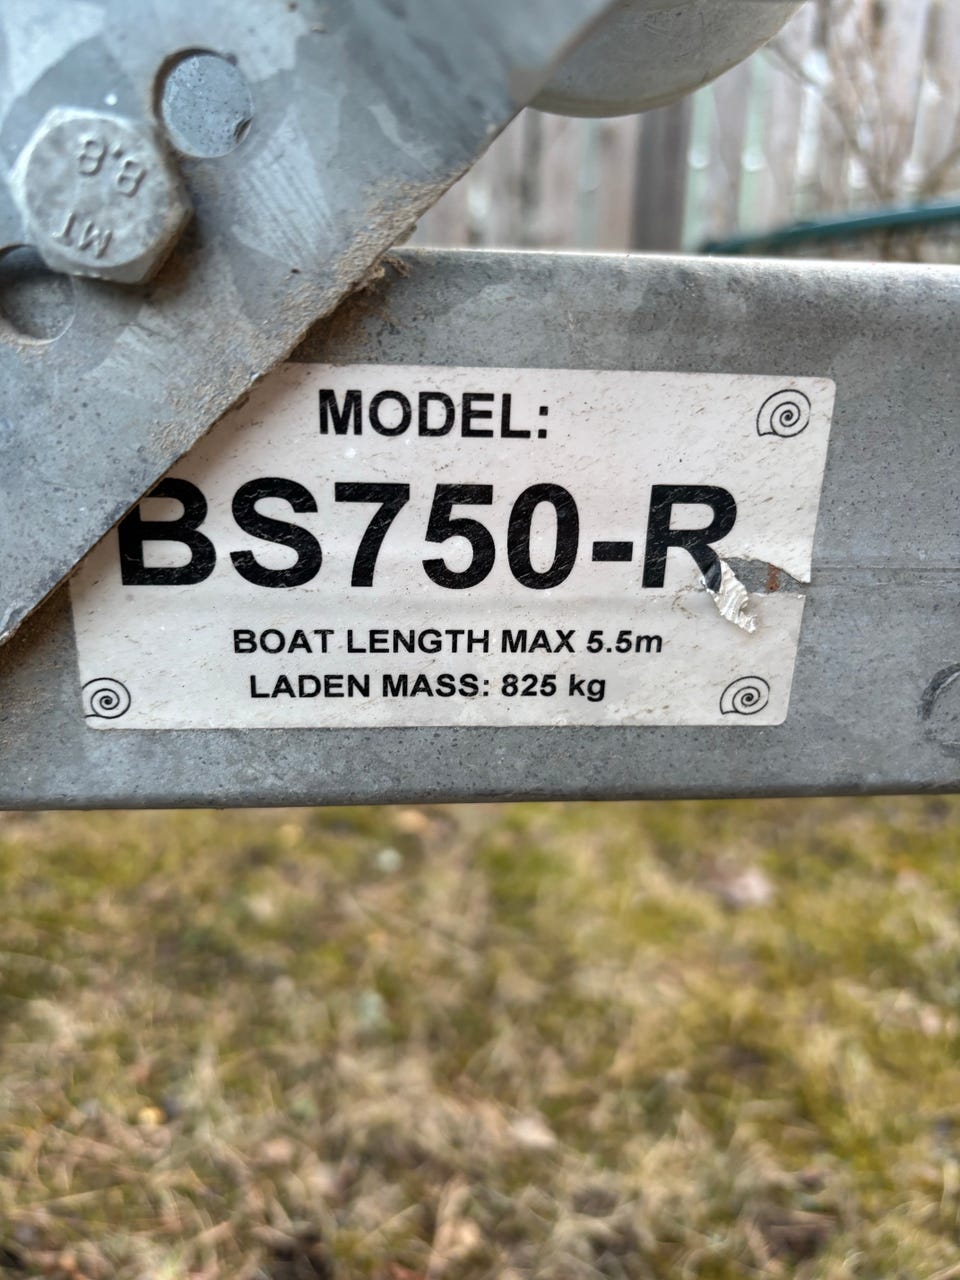 8.8
MT
MODEL:
BS750-R
BOAT LENGTH MAX 5.5m
LADEN MASS: 825 kg